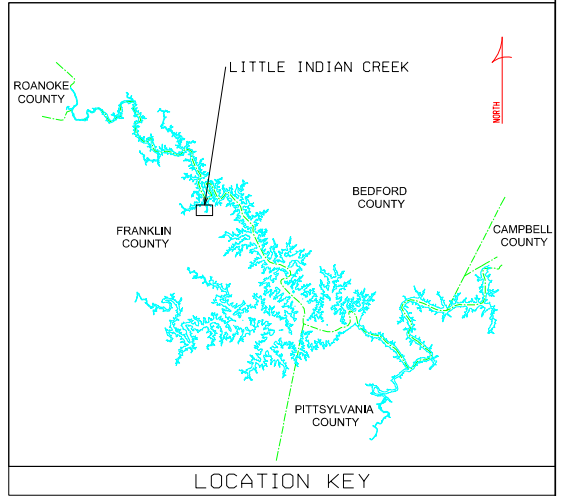 LITTLE INDIAN CREEK
ROANOKE
COUNTY
NORTH
BEDFORD
COUNTY
FRANKLIN
COUNTY
CAMPBELL
COUNTY
PITTSYLVANIA
COUNTY
LOCATION KEY